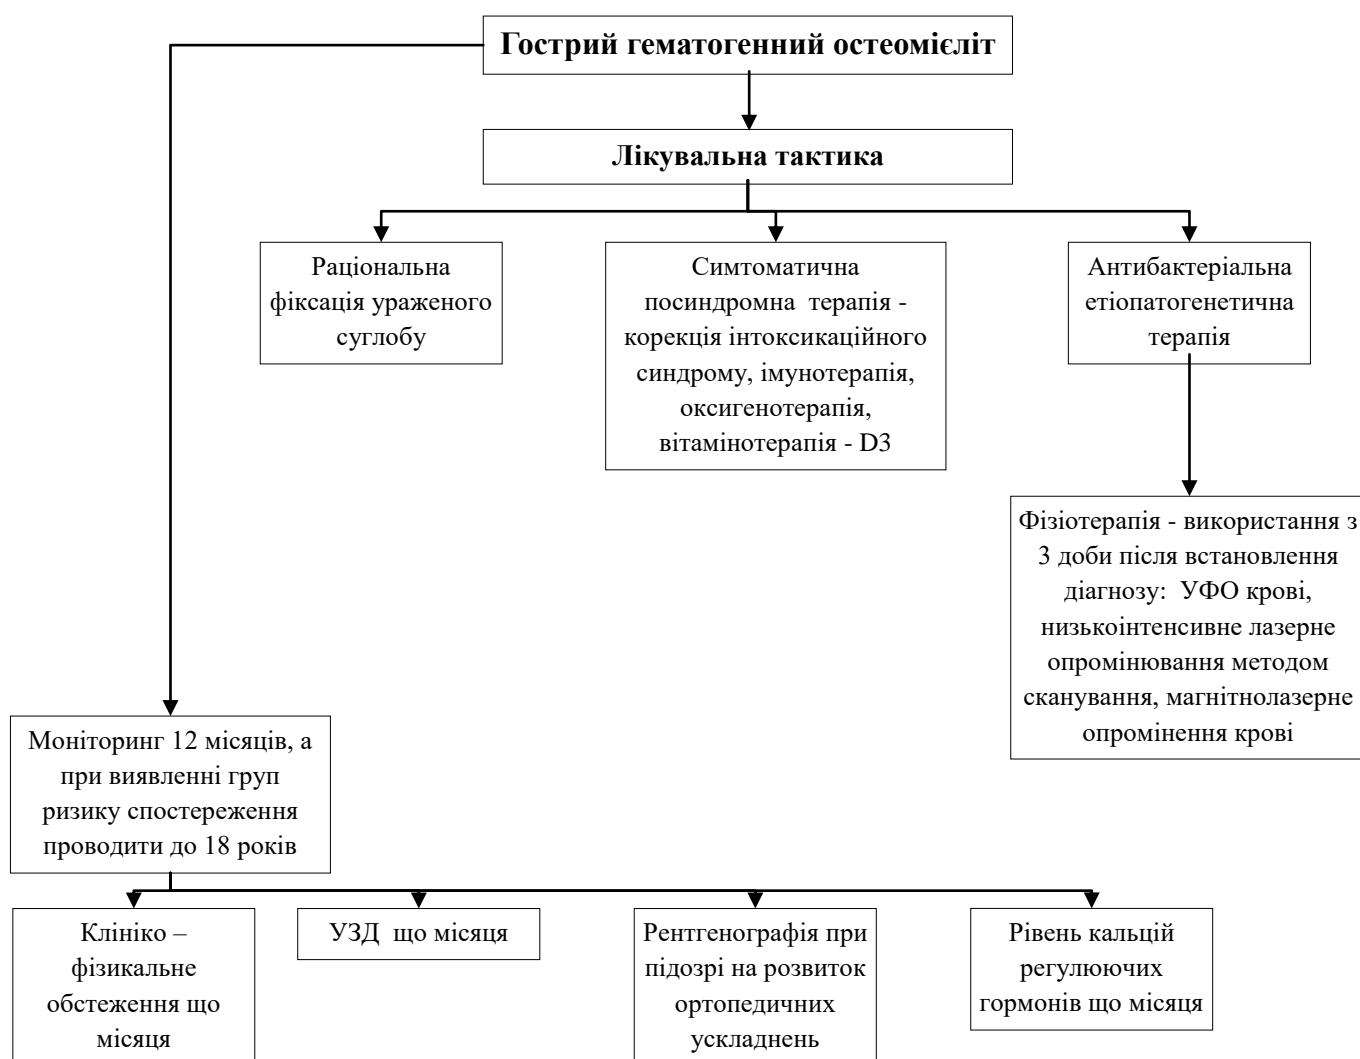 Гострий гематогенний остеомієліт
Лікувальна тактика
Раціональна
фіксація ураженого
суглобу
Симтоматична
посиндромна терапія -
корекція інтоксикаційного
синдрому, імунотерапія,
оксигенотерапія,
вітамінотерапія - D3
Антибактеріальна
етіопатогенетична
терапія
Фізіотерапія - використання з
3 доби після встановлення
діагнозу: УФО крові,
низькоінтенсивне лазерне
опромінювання методом
сканування, магнітнолазерне
опромінення крові
Моніторинг 12 місяців, а
при виявленні груп
ризику спостереження
проводити до 18 років
Клініко –
фізикальне
обстеження що
місяця
УЗД що місяця
Рентгенографія при
підозрі на розвиток
ортопедичних
ускладнень
Рівень кальцій
регулюючих
гормонів що місяця